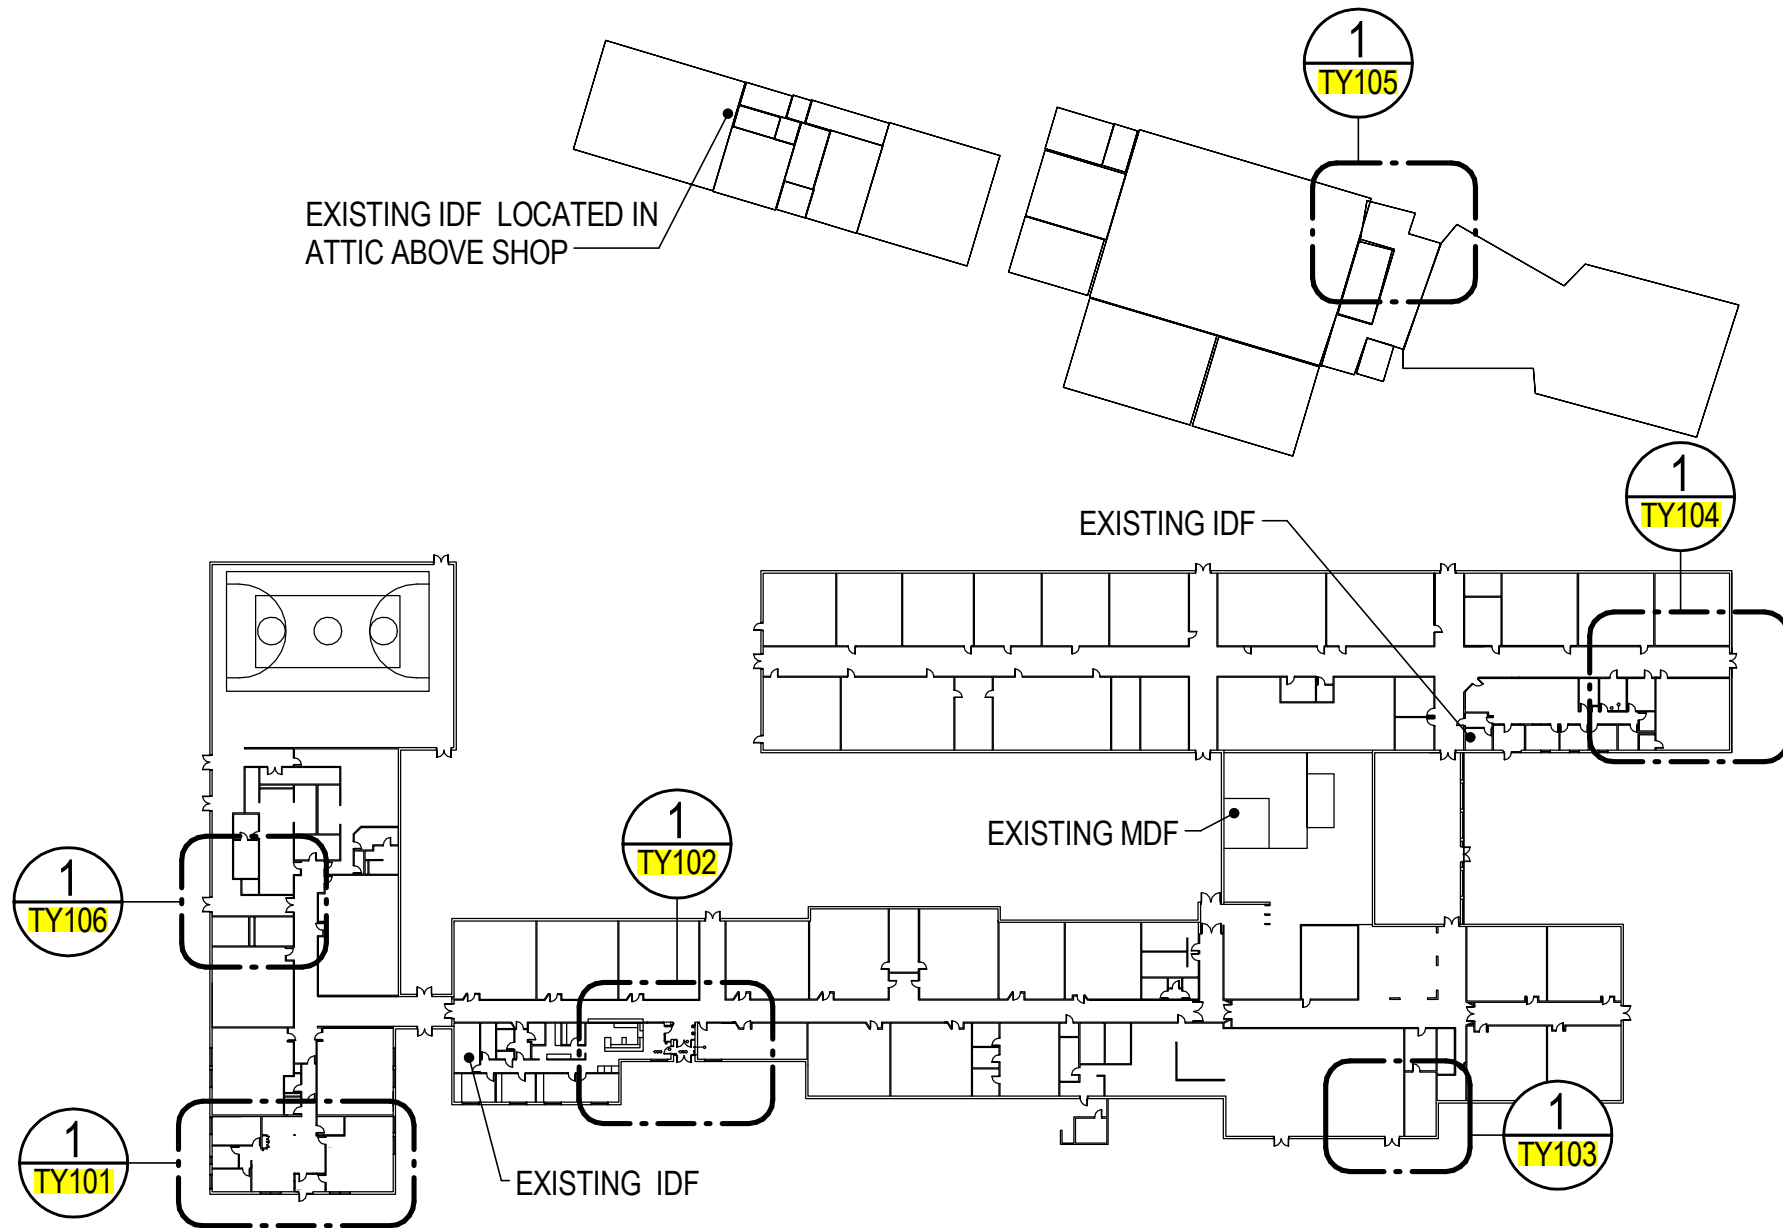 1
TY105
EXISTING IDF LOCATED IN
ATTIC ABOVE SHOP
1
TY104
EXISTING IDF
1
TY102
EXISTING MDF
1
TY106
1
TY101
EXISTING IDF
1
TY103